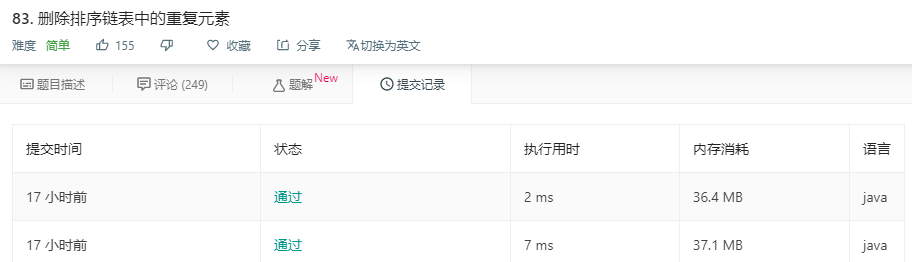 83. 删除排序链表中的重复元素
难度 简单 155 收藏 分享 切换为英文
题目描述 评论 (249) 题解 New 提交记录
提交时间 状态 执行用时 内存消耗 语言
17 小时前 通过 2 ms 36.4 MB java
17 小时前 通过 7 ms 37.1 MB java